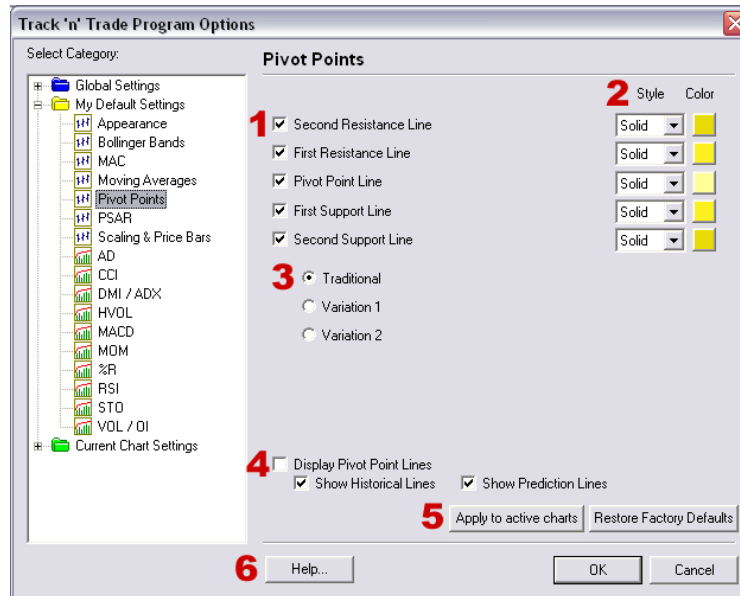 Track 'n' Trade Program Options
Select Category:
Global Settings
My Default Settings
Appearance
Bollinger Bands
MAC
Moving Averages
Pivot Points
PSAR
Scaling & Price Bars
AD
CCI
DMI / ADX
HVOL
MACD
MOM
%R
RSI
STO
VOL / OI
Current Chart Settings
Pivot Points
2 Style Color
1 Second Resistance Line Solid
First Resistance Line Solid
Pivot Point Line Solid
First Support Line Solid
Second Support Line Solid
3 Traditional
Variation 1
Variation 2
4 Display Pivot Point Lines
Show Historical Lines Show Prediction Lines
5 Apply to active charts Restore Factory Defaults
6 Help... OK Cancel